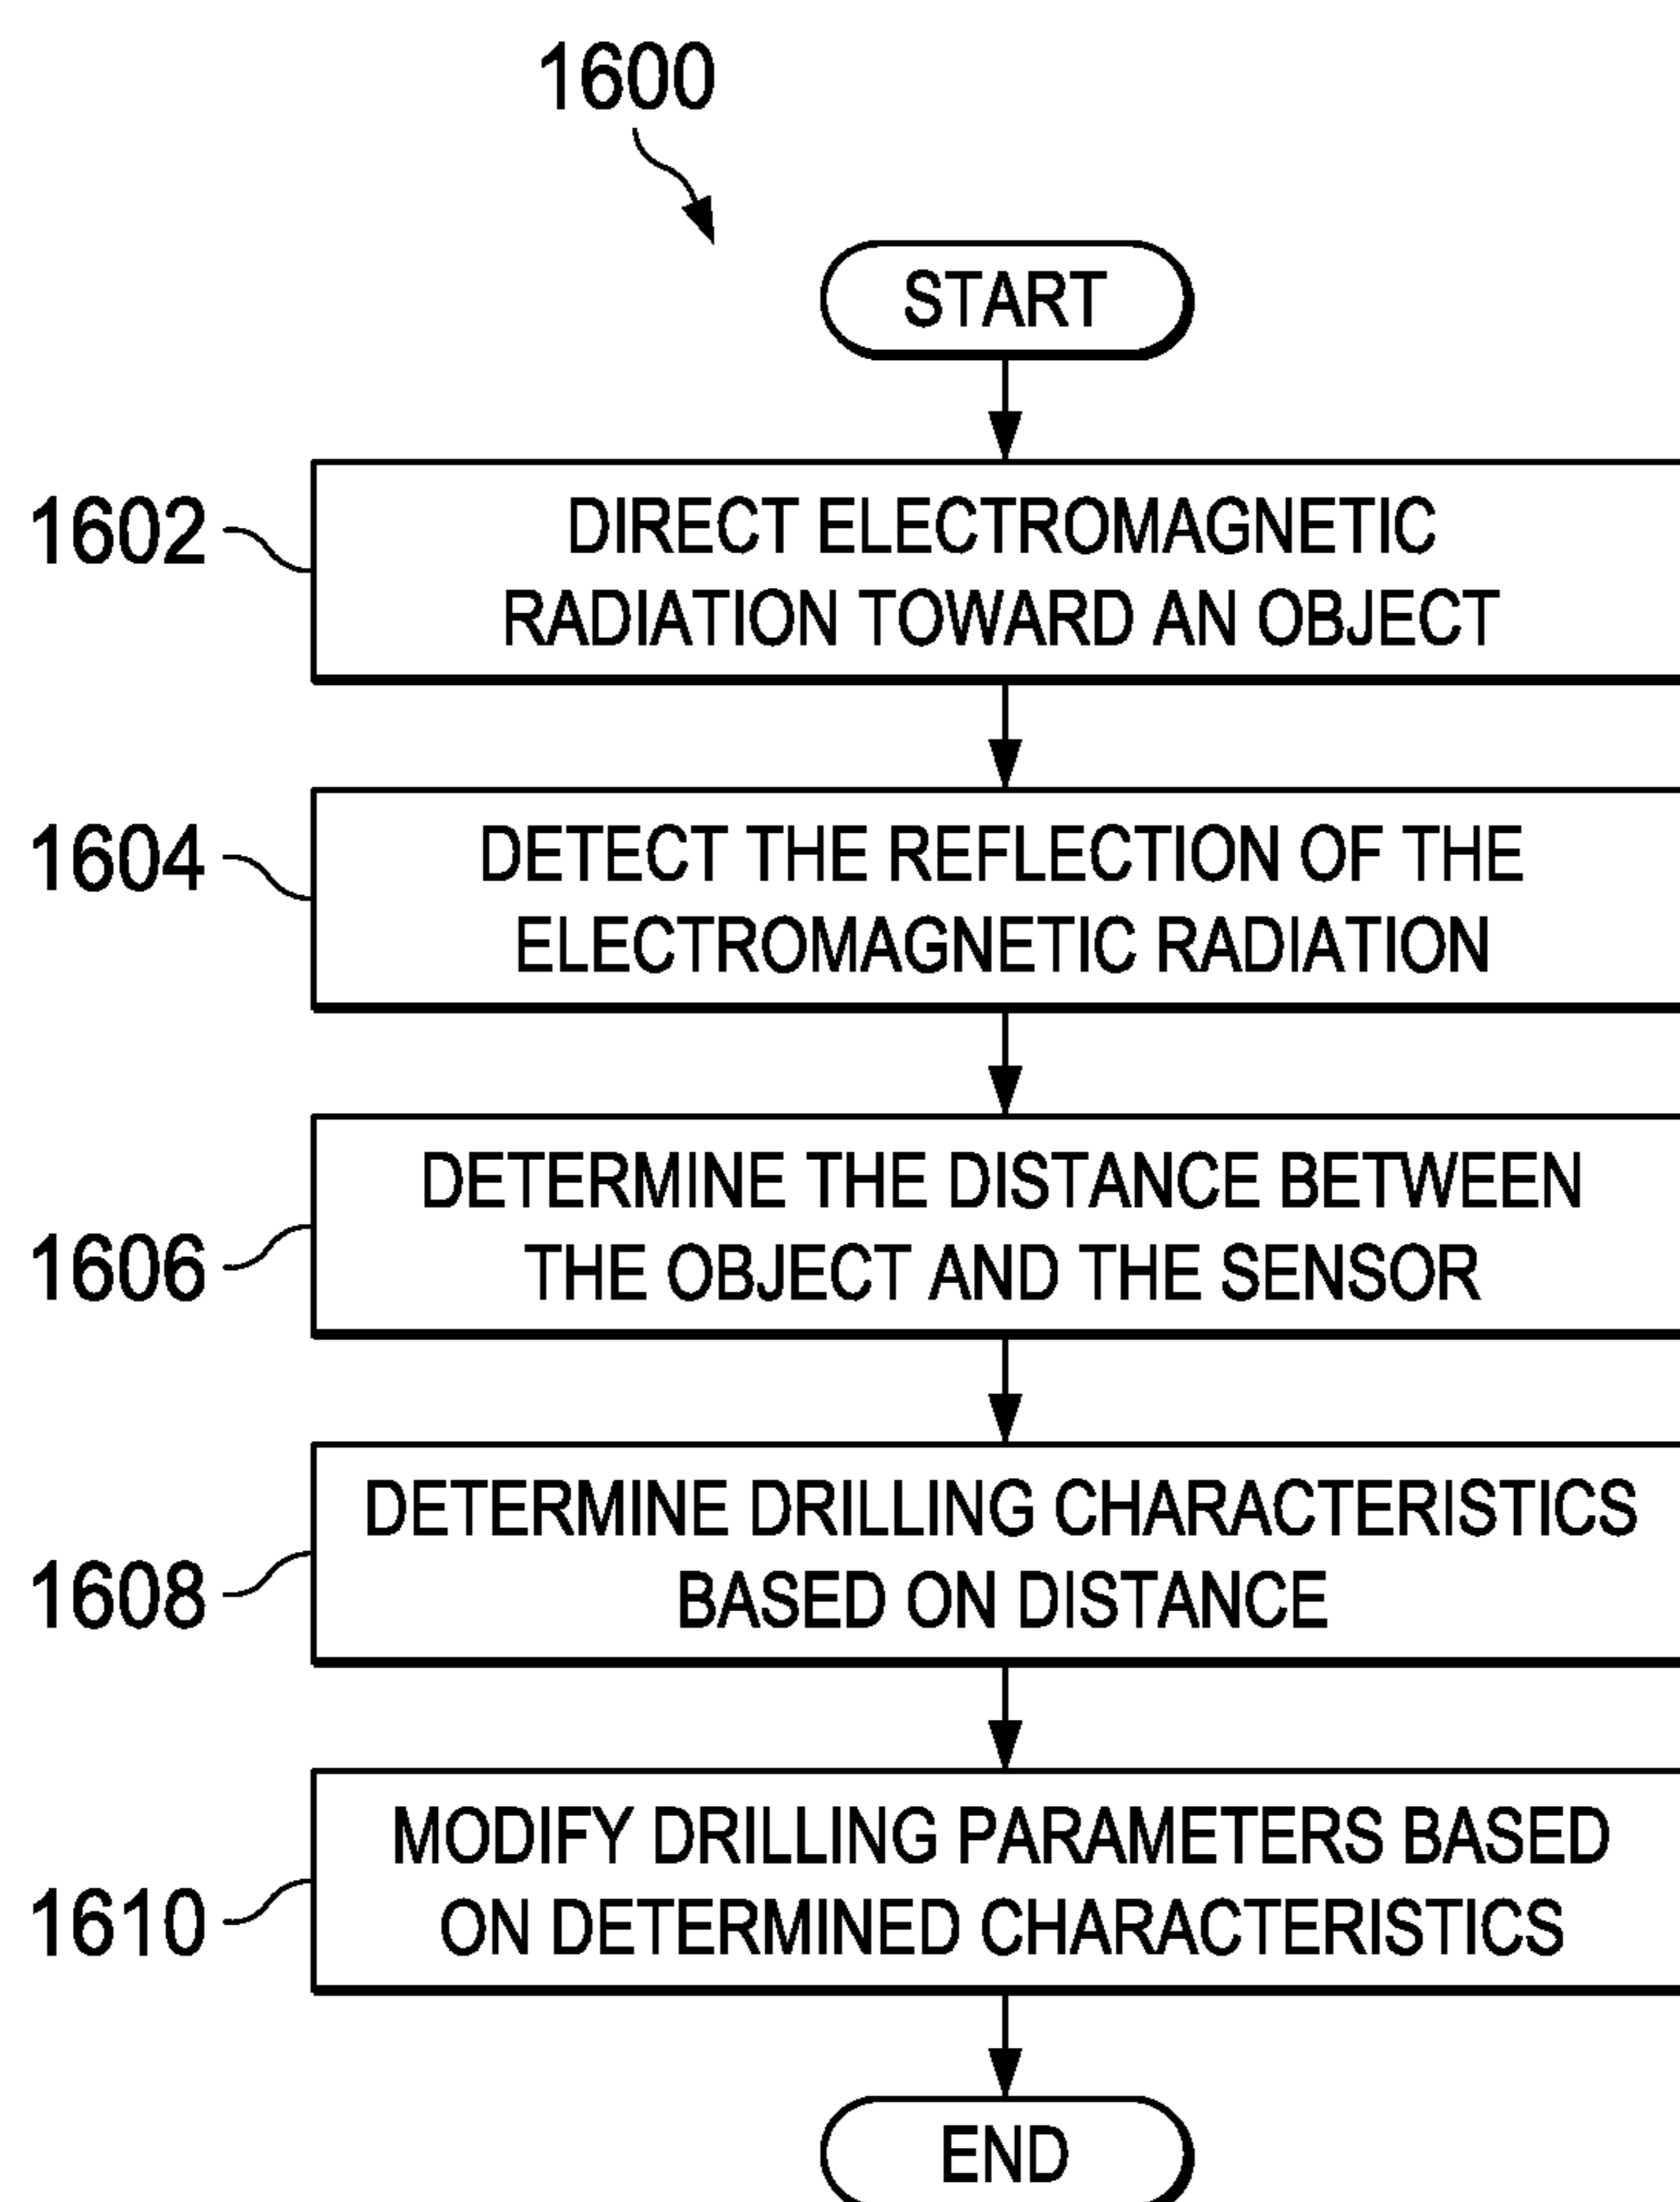 1600
START
1602
DIRECT ELECTROMAGNETIC
RADIATION TOWARD AN OBJECT
1604
DETECT THE REFLECTION OF THE
ELECTROMAGNETIC RADIATION
1606
DETERMINE THE DISTANCE BETWEEN
THE OBJECT AND THE SENSOR
1608
DETERMINE DRILLING CHARACTERISTICS
BASED ON DISTANCE
1610
MODIFY DRILLING PARAMETERS BASED
ON DETERMINED CHARACTERISTICS
END